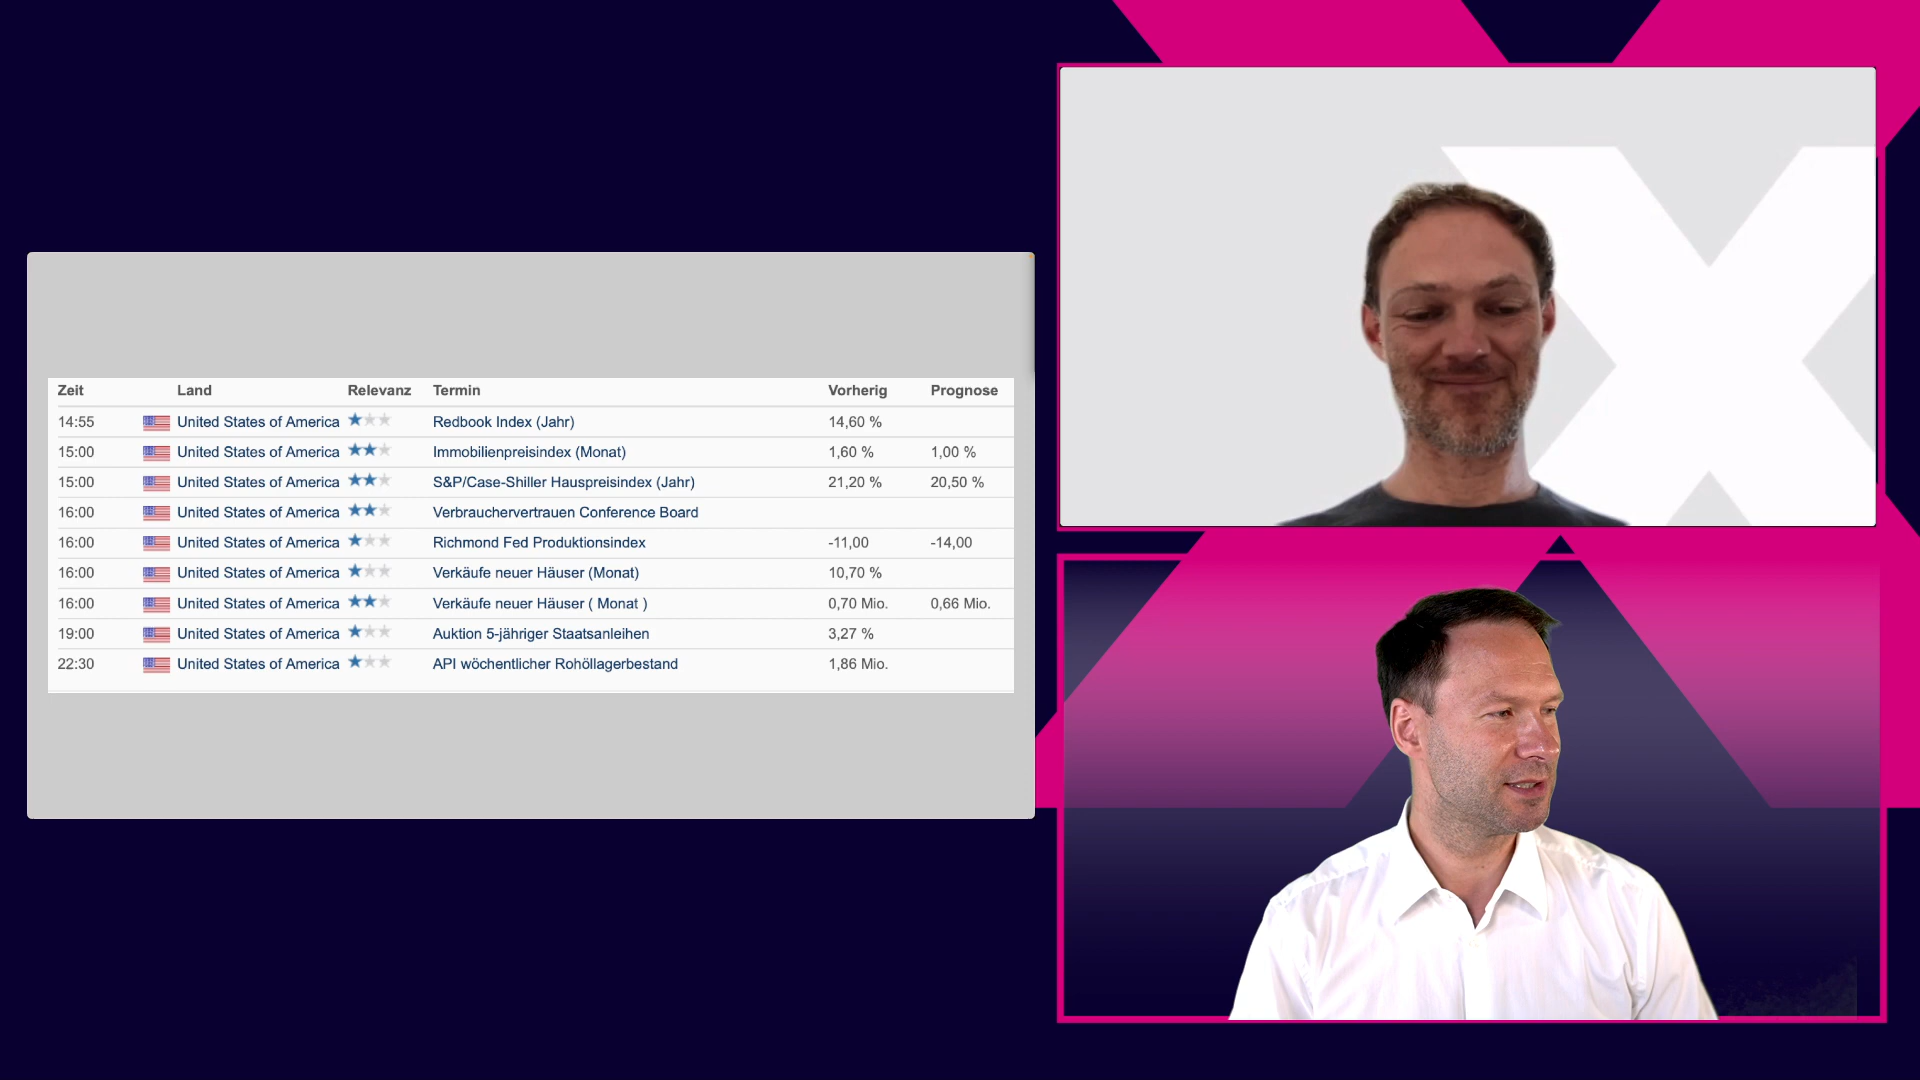 Zeit Land Relevanz Termin Vorherig Prognose
14:55 United States of America Redbook Index (Jahr) 14,60 %
15:00 United States of America Immobilienpreisindex (Monat) 1,60 % 1,00 %
15:00 United States of America S&P/Case-Shiller Hauspreisindex (Jahr) 21,20 % 20,50 %
16:00 United States of America Verbrauchervertrauen Conference Board
16:00 United States of America Richmond Fed Produktionsindex -11,00 -14,00
16:00 United States of America Verkäufe neuer Häuser (Monat) 10,70 %
16:00 United States of America Verkäufe neuer Häuser ( Monat ) 0,70 Mio. 0,66 Mio.
19:00 United States of America Auktion 5-jähriger Staatsanleihen 3,27 %
22:30 United States of America API wöchentlicher Rohöllagerbestand 1,86 Mio.